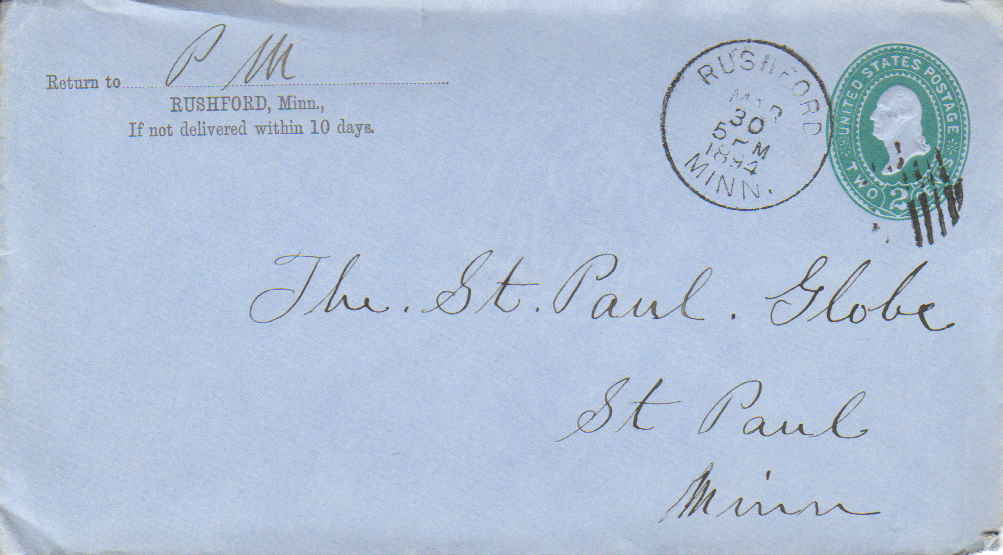 Return to P M
RUSHFORD, Minn.,
If not delivered within 10 days.
RUSHFORD
MAR
30
5 PM
1894
MINN.
UNITED STATES POSTAGE
TWO
2
The. St. Paul. Globe
St Paul
Minn